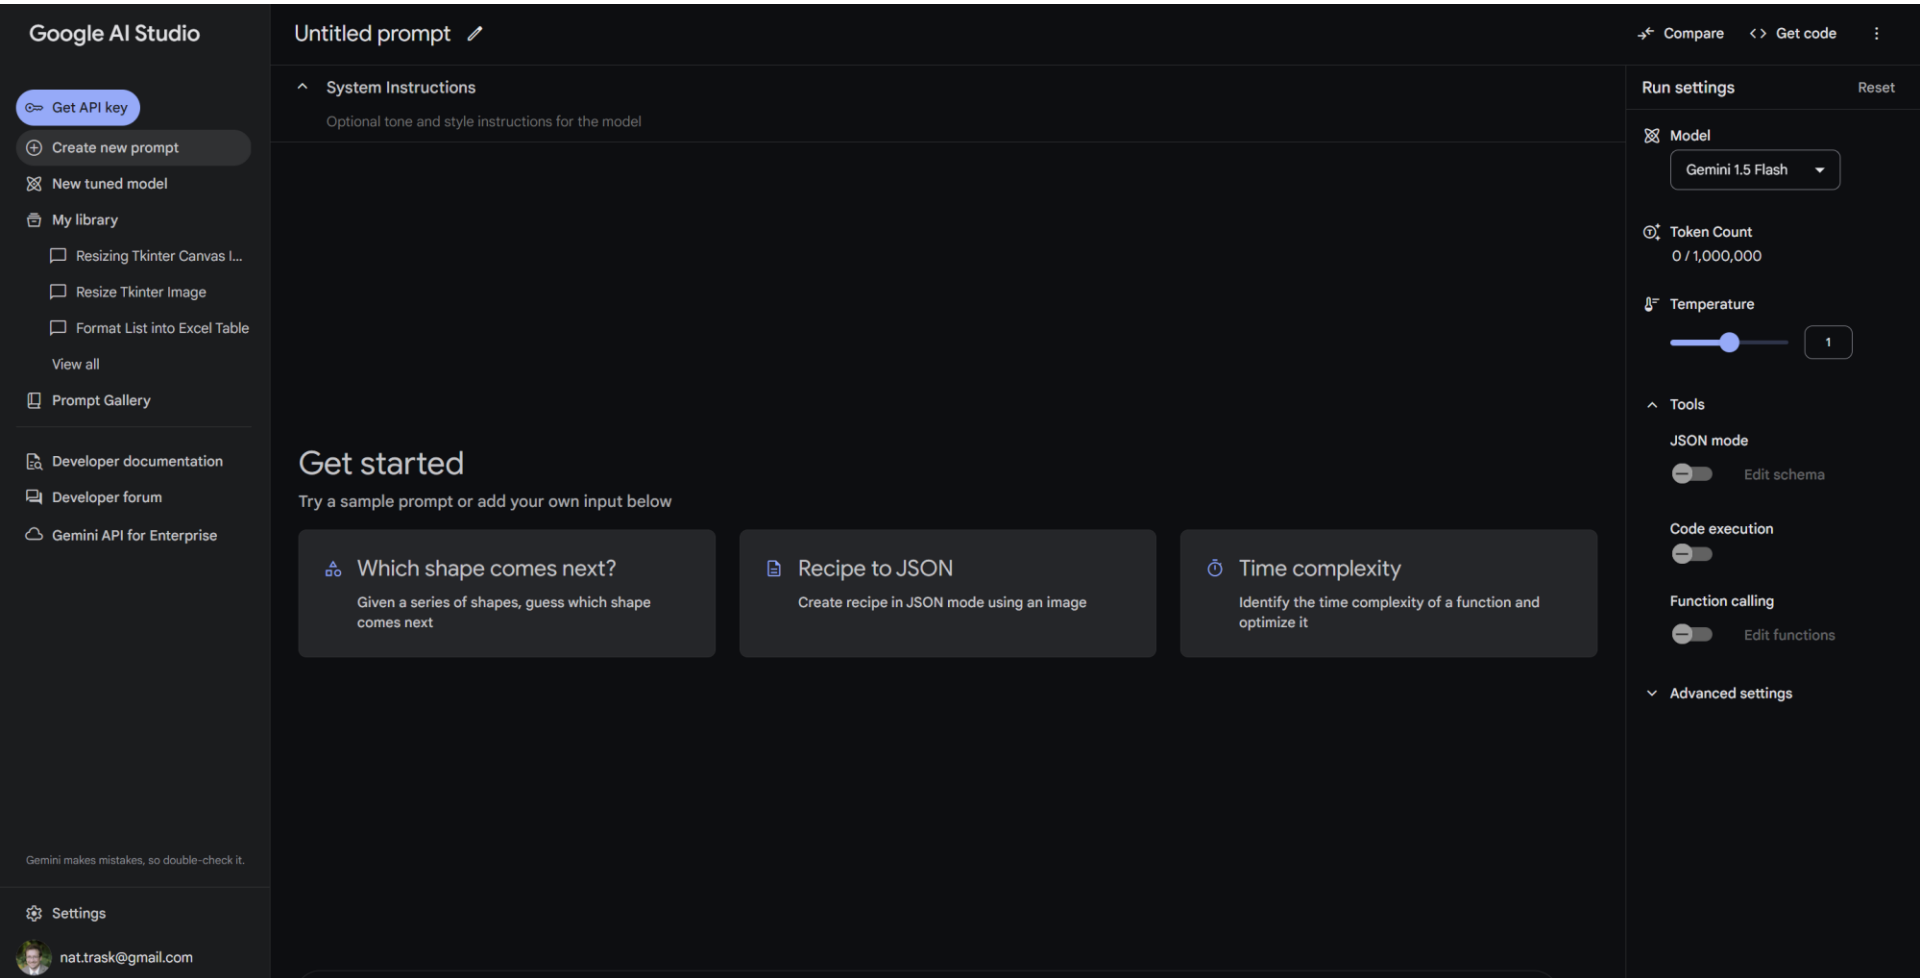 Google AI Studio
Get API key
Create new prompt
New tuned model
My library
Resizing Tkinter Canvas I...
Resize Tkinter Image
Format List into Excel Table
View all
Prompt Gallery
Developer documentation
Developer forum
Gemini API for Enterprise
Gemini makes mistakes, so double-check it.
Settings
nat.trask@gmail.com
Untitled prompt
Compare
Get code
System Instructions
Optional tone and style instructions for the model
Get started
Try a sample prompt or add your own input below
Which shape comes next?
Given a series of shapes, guess which shape
comes next
Recipe to JSON
Create recipe in JSON mode using an image
Time complexity
Identify the time complexity of a function and
optimize it
Run settings
Reset
Model
Gemini 1.5 Flash
Token Count
0 / 1,000,000
Temperature
1
Tools
JSON mode
Edit schema
Code execution
Function calling
Edit functions
Advanced settings